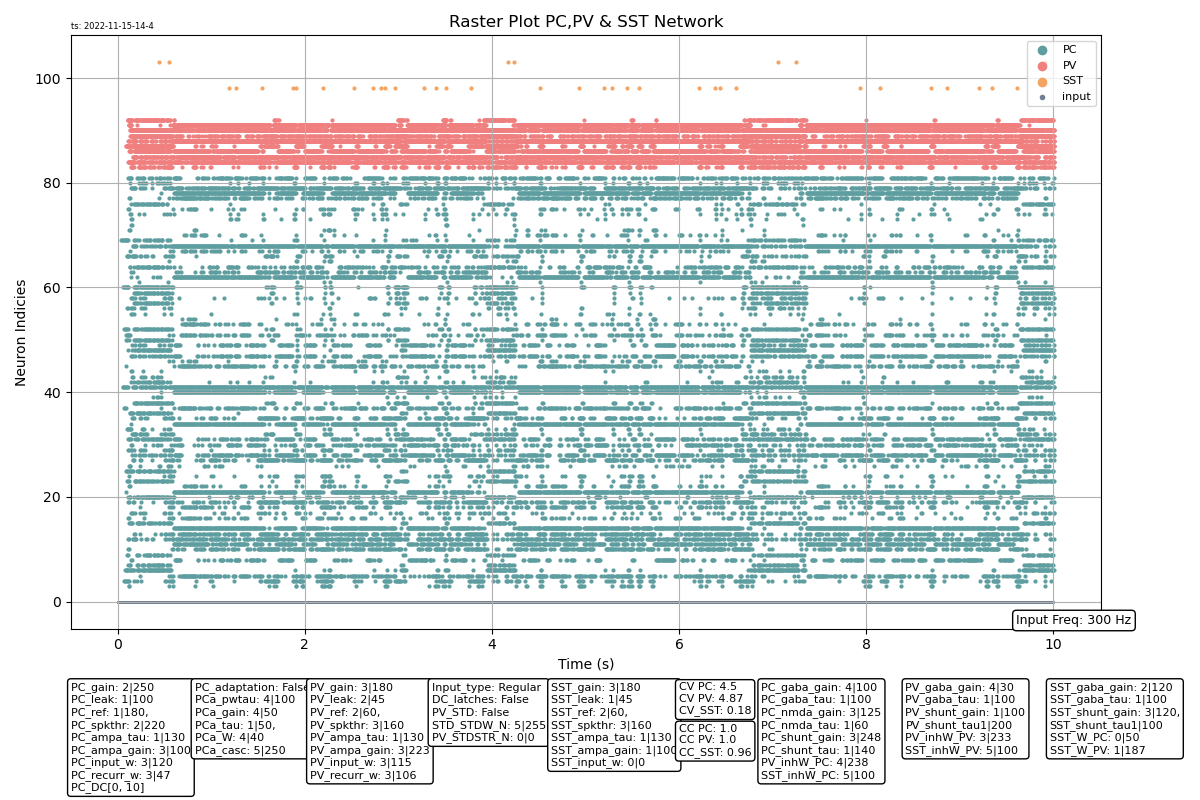 ts: 2022-11-15-14-4
Raster Plot PC,PV & SST Network
PC
PV
SST
input
Neuron Indicies
100
80
60
40
20
0
0
2
4
6
8
10
Time (s)
Input Freq: 300 Hz
PC_gain: 2|250
PC_leak: 1|100
PC_ref: 1|180,
PC_spkthr: 2|220
PC_ampa_tau: 1|130
PC_ampa_gain: 3|100
PC_input_w: 3|120
PC_recurr_w: 3|47
PC_DC[0, 10]
PC_adaptation: False
PCa_pwtau: 4|100
PCa_gain: 4|50
PCa_tau: 1|50,
PCa_W: 4|40
PCa_casc: 5|250
PV_gain: 3|180
PV_leak: 2|45
PV_ref: 2|60,
PV_spkthr: 3|160
PV_ampa_tau: 1|130
PV_ampa_gain: 3|223
PV_input_w: 3|115
PV_recurr_w: 3|106
Input_type: Regular
DC_latches: False
PV_STD: False
STD_STDW_N: 5|255
PV_STDSTR_N: 0|0
SST_gain: 3|180
SST_leak: 1|45
SST_ref: 2|60,
SST_spkthr: 3|160
SST_ampa_tau: 1|130
SST_ampa_gain: 1|100
SST_input_w: 0|0
CV PC: 4.5
CV PV: 4.87
CV_SST: 0.18
CC PC: 1.0
CC PV: 1.0
CC_SST: 0.96
PC_gaba_gain: 4|100
PC_gaba_tau: 1|100
PC_nmda_gain: 3|125
PC_nmda_tau: 1|60
PC_shunt_gain: 3|248
PC_shunt_tau: 1|140
PV_inhW_PC: 4|238
SST_inhW_PC: 5|100
PV_gaba_gain: 4|30
PV_gaba_tau: 1|100
PV_shunt_gain: 1|100
PV_shunt_tau1|200
PV_inhW_PV: 3|233
SST_inhW_PV: 5|100
SST_gaba_gain: 2|120
SST_shunt_gain: 3|120,
SST_shunt_tau: 1|100
SST_W_PC: 0|50
SST_W_PV: 1|187